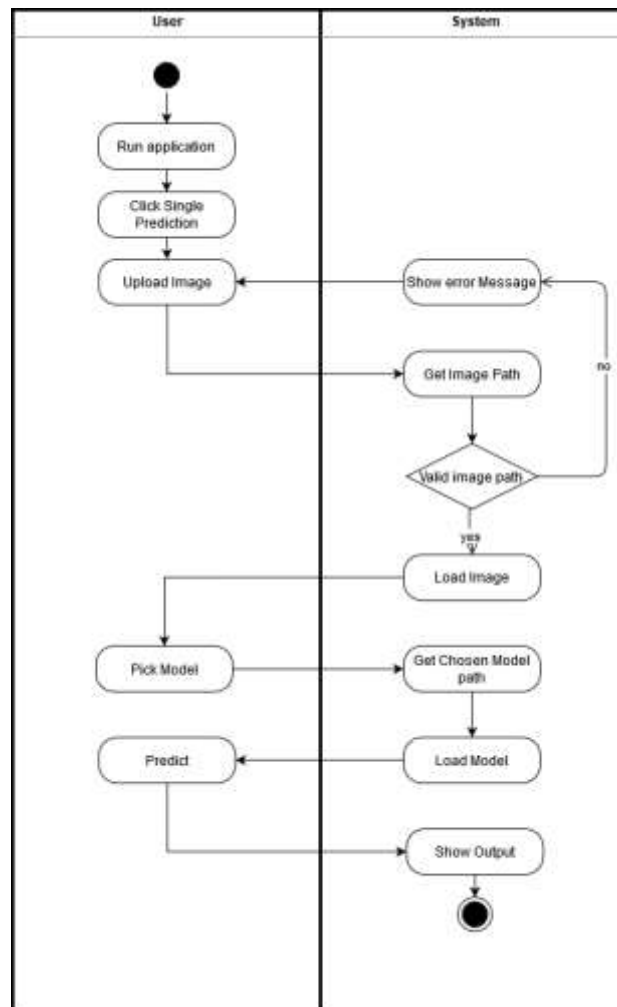 User
System
Run application
Click Single
Prediction
Upload Image
Show error Message
Get Image Path
no
Valid image path
yes
Load Image
Pick Model
Get Chosen Model
path
Predict
Load Model
Show Output